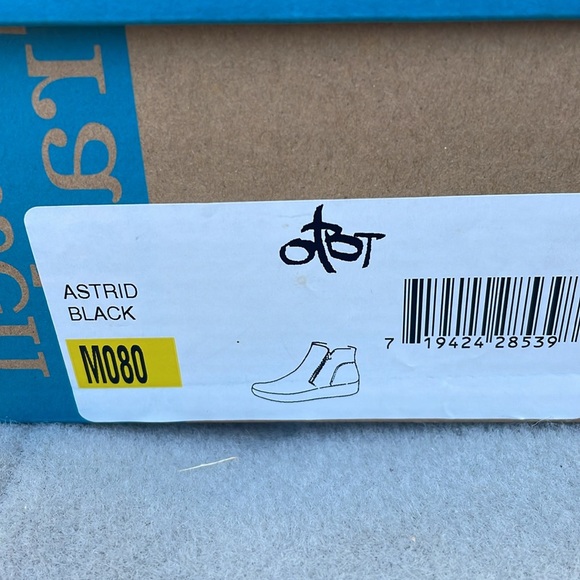 OTBT
ASTRID
BLACK
M080
7 19424 28539